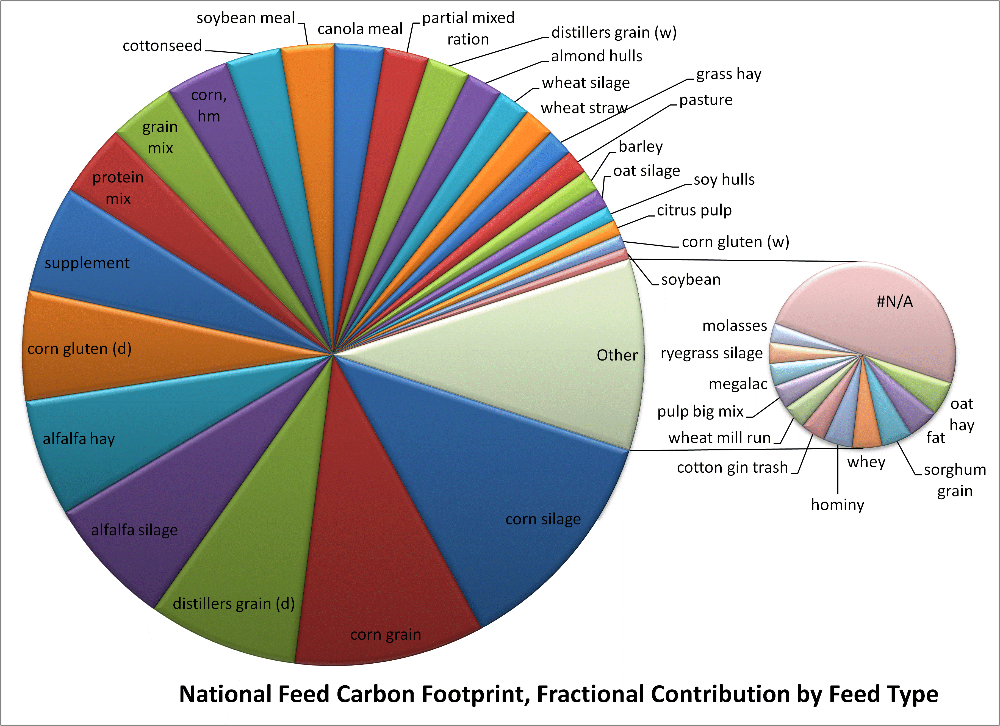 soybean meal
canola meal
partial mixed
ration
distillers grain (w)
cottonseed
almond hulls
grass hay
wheat silage
wheat straw
pasture
corn,
hm
grain
mix
barley
oat silage
soy hulls
protein
mix
citrus pulp
corn gluten (w)
supplement
soybean
#N/A
molasses
corn gluten (d)
Other
ryegrass silage
megalac
oat
hay
pulp big mix
alfalfa hay
wheat mill run
fat
cotton gin trash
whey
sorghum
grain
hominy
corn silage
alfalfa silage
distillers grain (d)
corn grain
National Feed Carbon Footprint, Fractional Contribution by Feed Type